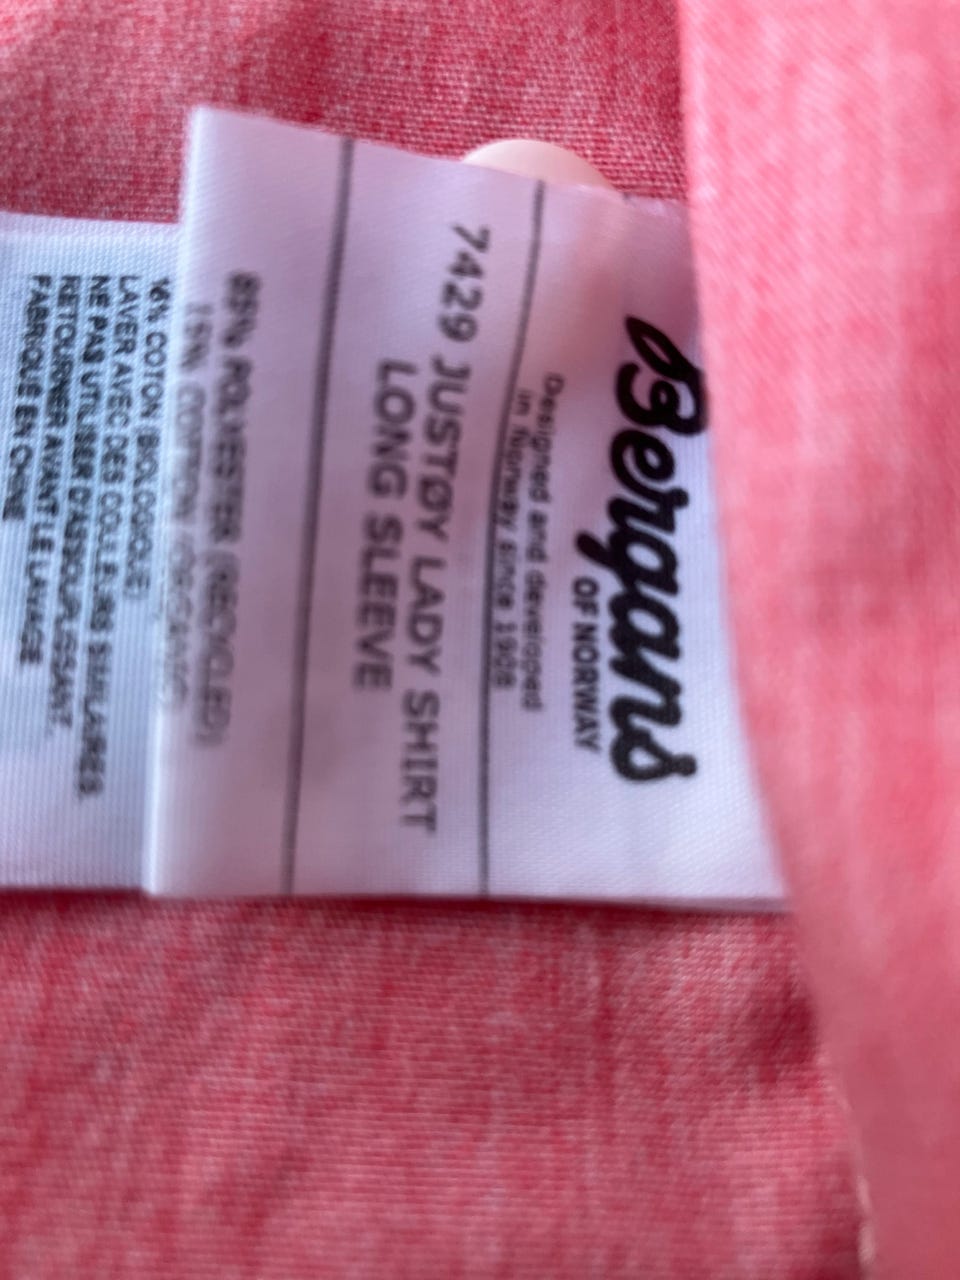 Bergans
OF NORWAY
Designed and developed
in Norway since 1908
7429 JUSTØY LADY SHIRT
LONG SLEEVE
85% POLYESTER (RECYCLED)
15% COTTON (ORGANIC)
COTON (BIOLOGIQUE)
LAVER AVEC DES COULEURS SIMILAIRES.
NE PAS UTILISER D'ASSOUPLISSANT.
RETOURNER AVANT LE LAVAGE.
FABRIQUÉ EN CHINE